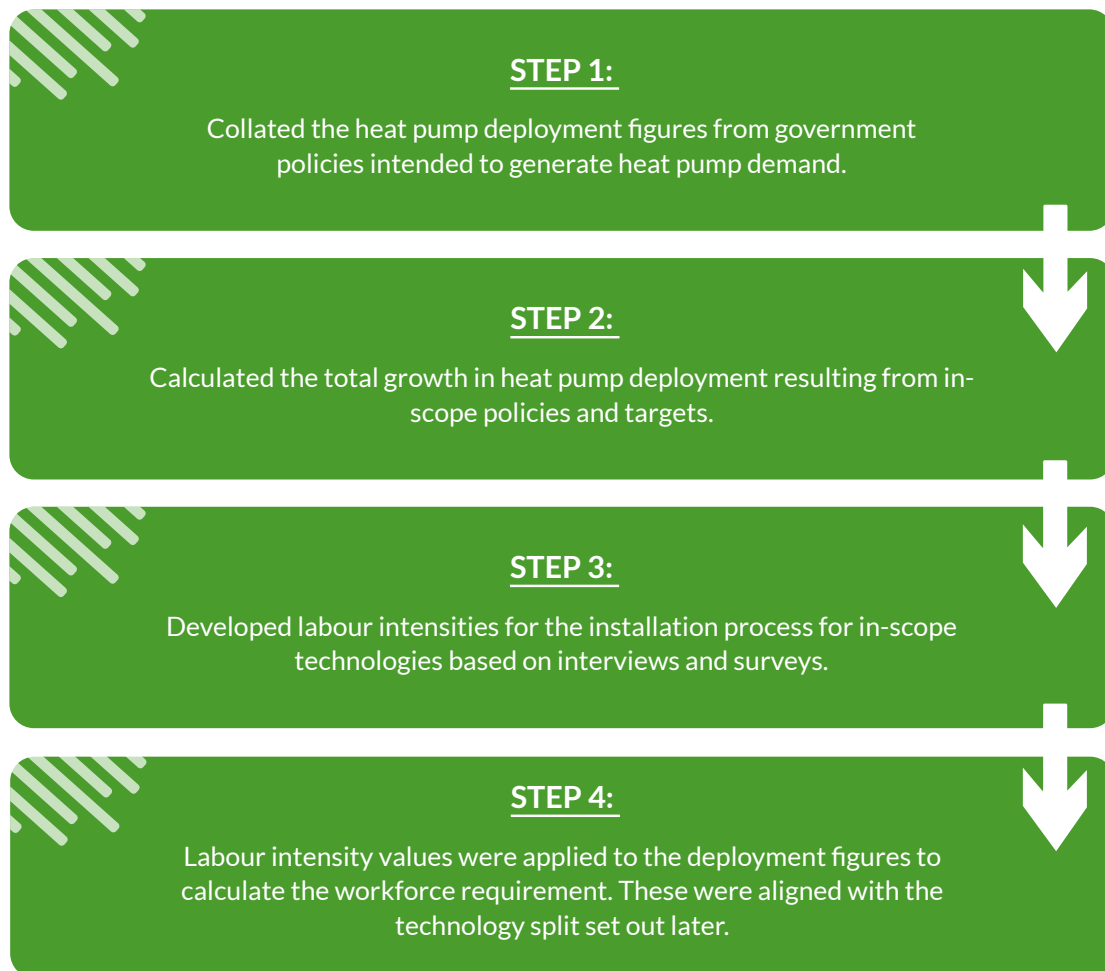 STEP 1:
Collated the heat pump deployment figures from government
policies intended to generate heat pump demand.
STEP 2:
Calculated the total growth in heat pump deployment resulting from in-
scope policies and targets.
STEP 3:
Developed labour intensities for the installation process for in-scope
technologies based on interviews and surveys.
STEP 4:
Labour intensity values were applied to the deployment figures to
calculate the workforce requirement. These were aligned with the
technology split set out later.